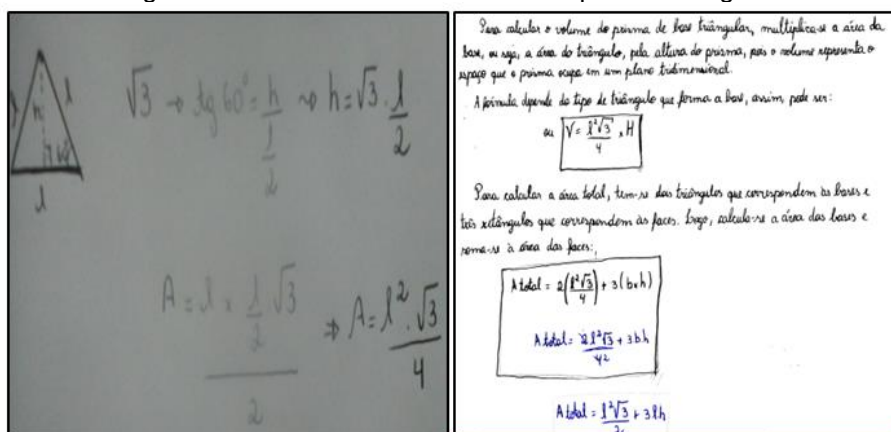 l
h
l
60°
l
√3 → tg 60° = h / (l/2) → h = √3 · l/2
A = (l × l/2 √3) / 2 ⇒ A = l² · √3 / 4
Para calcular o volume do prisma de base triângular, multiplica-se a área da
base, ou seja, a área do triângulo, pela altura do prisma, pois o volume representa o
espaço que o prisma ocupa em um plano tridimensional.
A fórmula depende do tipo de triângulo que forma a base, assim, pode ser:
ou V = l²√3/4 × H
Para calcular a área total, tem-se dois triângulos que correspondem às bases e
três retângulos que correspondem às faces. Logo, calcula-se a área das bases e
soma-se à área das faces:
A total = 2(l²√3/4) + 3(b×h)
A total = 2l²√3/42 + 3bh
A total = l²√3/2 + 3lh